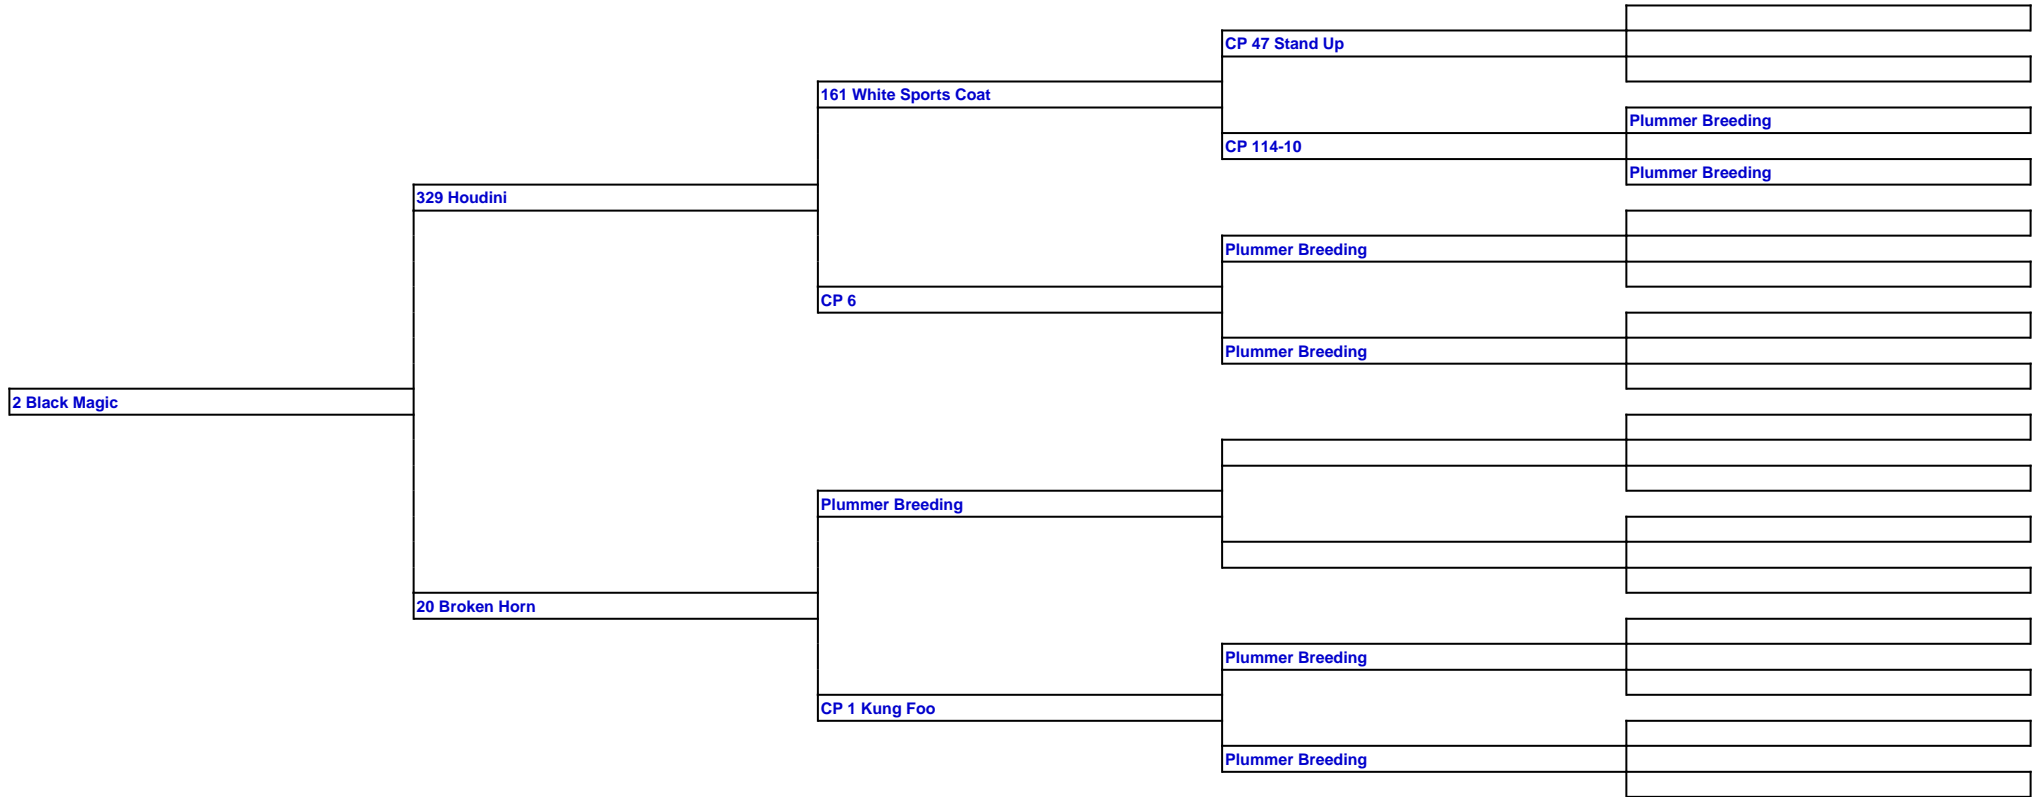 CP 47 Stand Up
161 White Sports Coat
Plummer Breeding
CP 114-10
Plummer Breeding
329 Houdini
Plummer Breeding
CP 6
Plummer Breeding
2 Black Magic
Plummer Breeding
20 Broken Horn
Plummer Breeding
CP 1 Kung Foo
Plummer Breeding